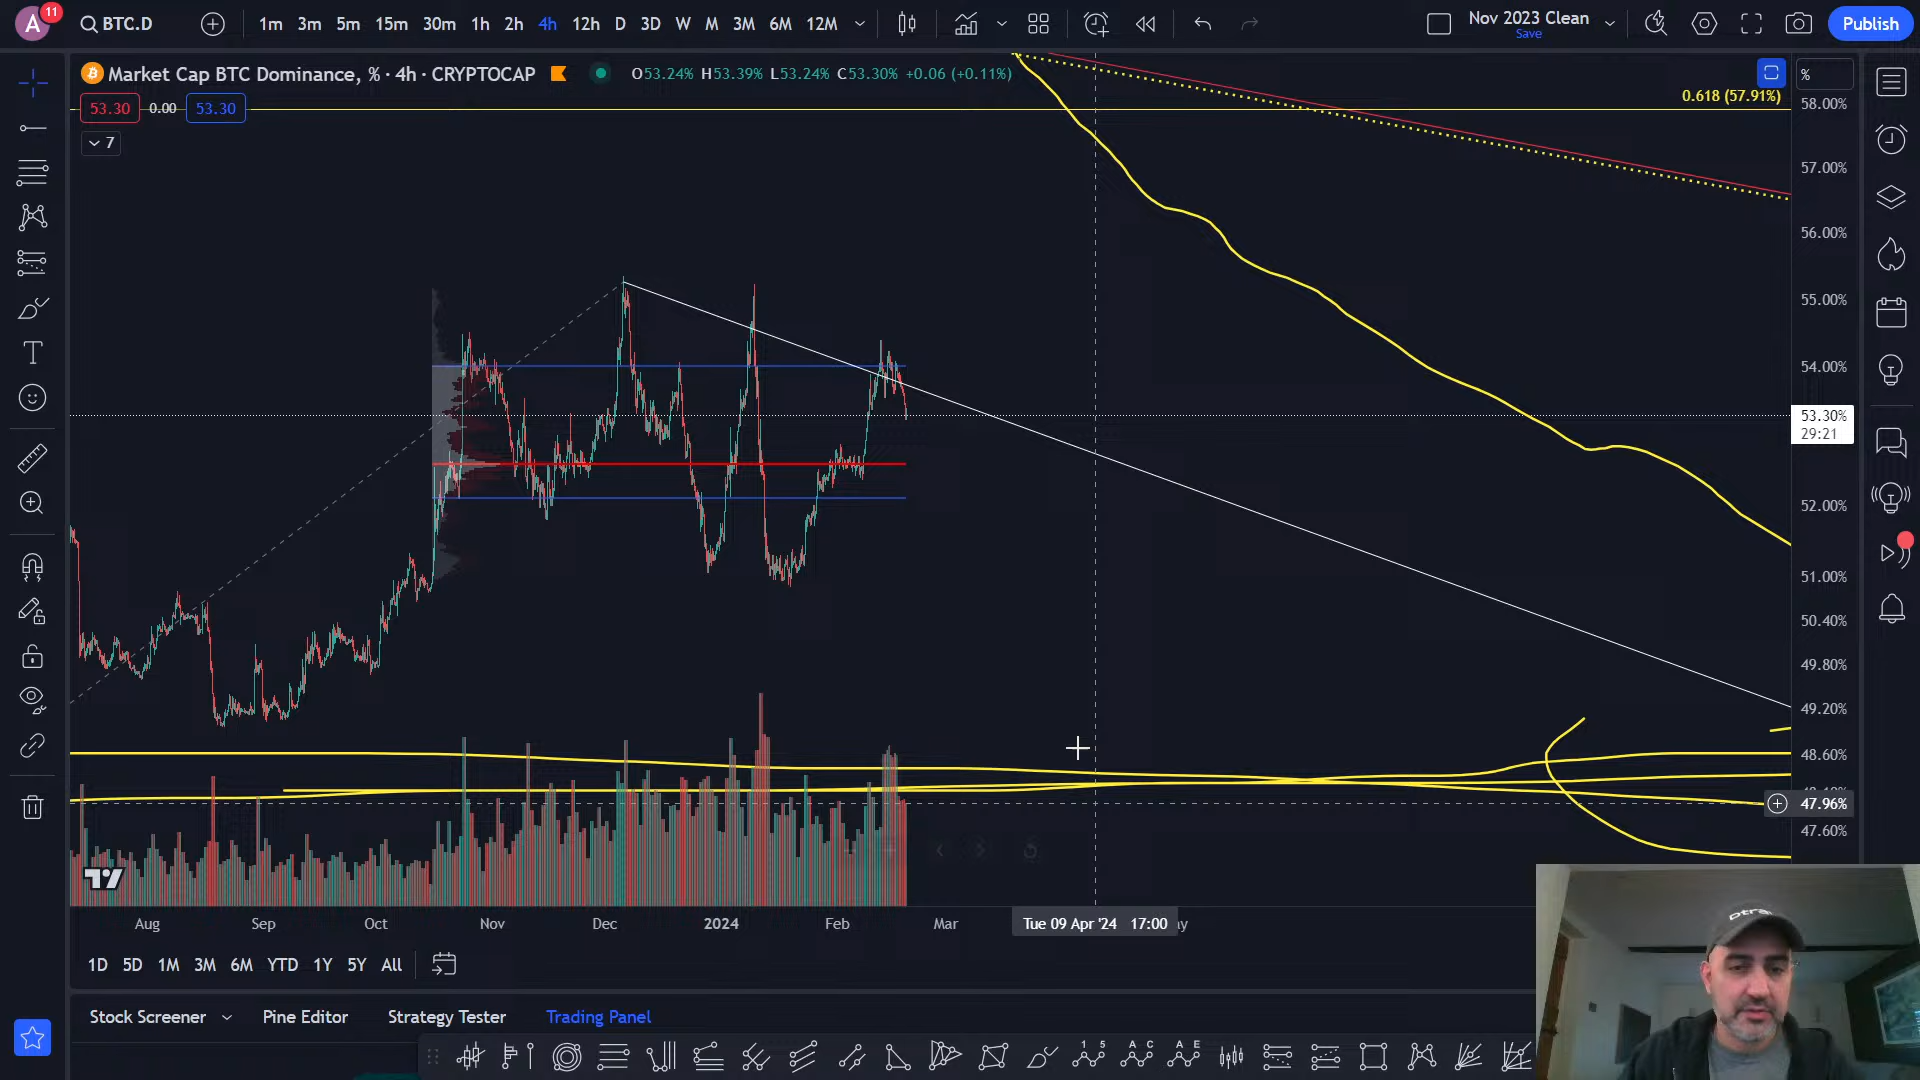 A 11 BTC.D 1m 3m 5m 15m 30m 1h 2h 4h 12h D 3D W M 3M 6M 12M Nov 2023 Clean Publish
Save
Market Cap BTC Dominance, % · 4h · CRYPTOCAP O53.24% H53.39% L53.24% C53.30% +0.06 (+0.11%) %
0.618 (57.91%)
53.30 0.00 53.30
7
58.00%
57.00%
56.00%
55.00%
54.00%
53.30%
29:21
52.00%
51.00%
50.40%
49.80%
49.20%
48.60%
47.96%
47.60%
Aug Sep Oct Nov Dec 2024 Feb Mar Tue 09 Apr '24 17:00
1D 5D 1M 3M 6M YTD 1Y 5Y All
Stock Screener Pine Editor Strategy Tester Trading Panel
1 5 A C A E